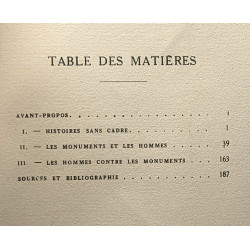 TABLE DES MATIÈRES
AVANT-PROPOS. . . . . . . . . . . . . . I
I. — HISTOIRES SANS CADRE. . . . . . . . 1
II. — LES MONUMENTS ET LES HOMMES . . . . . 39
III — LES HOMMES CONTRE LES MONUMENTS . . . . 163
SOURCES ET BIBLIOGRAPHIE . . . . . . . . . 187